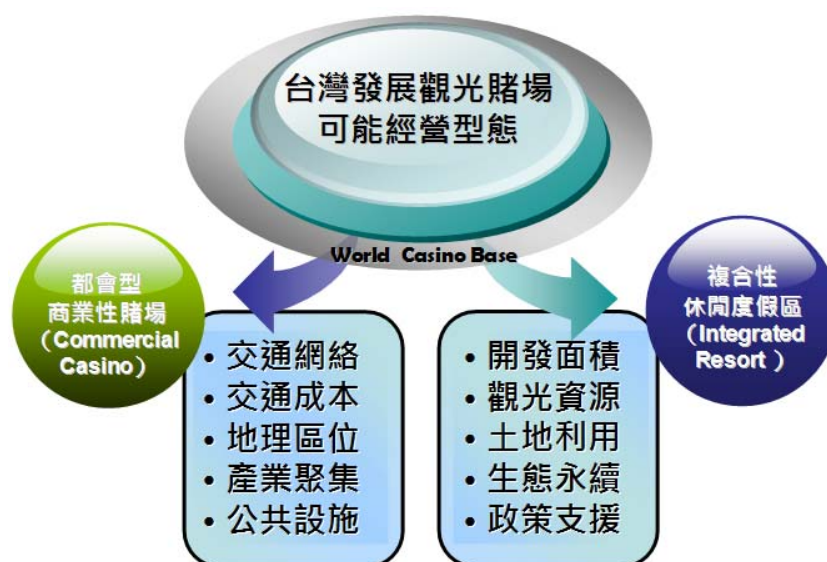 台灣發展觀光賭場
可能經營型態
World Casino Base
都會型
商業性賭場
（Commercial
Casino）
• 交通網絡
• 交通成本
• 地理區位
• 產業聚集
• 公共設施
複合性
休閒度假區
（Integrated
Resort ）
• 開發面積
• 觀光資源
• 土地利用
• 生態永續
• 政策支援